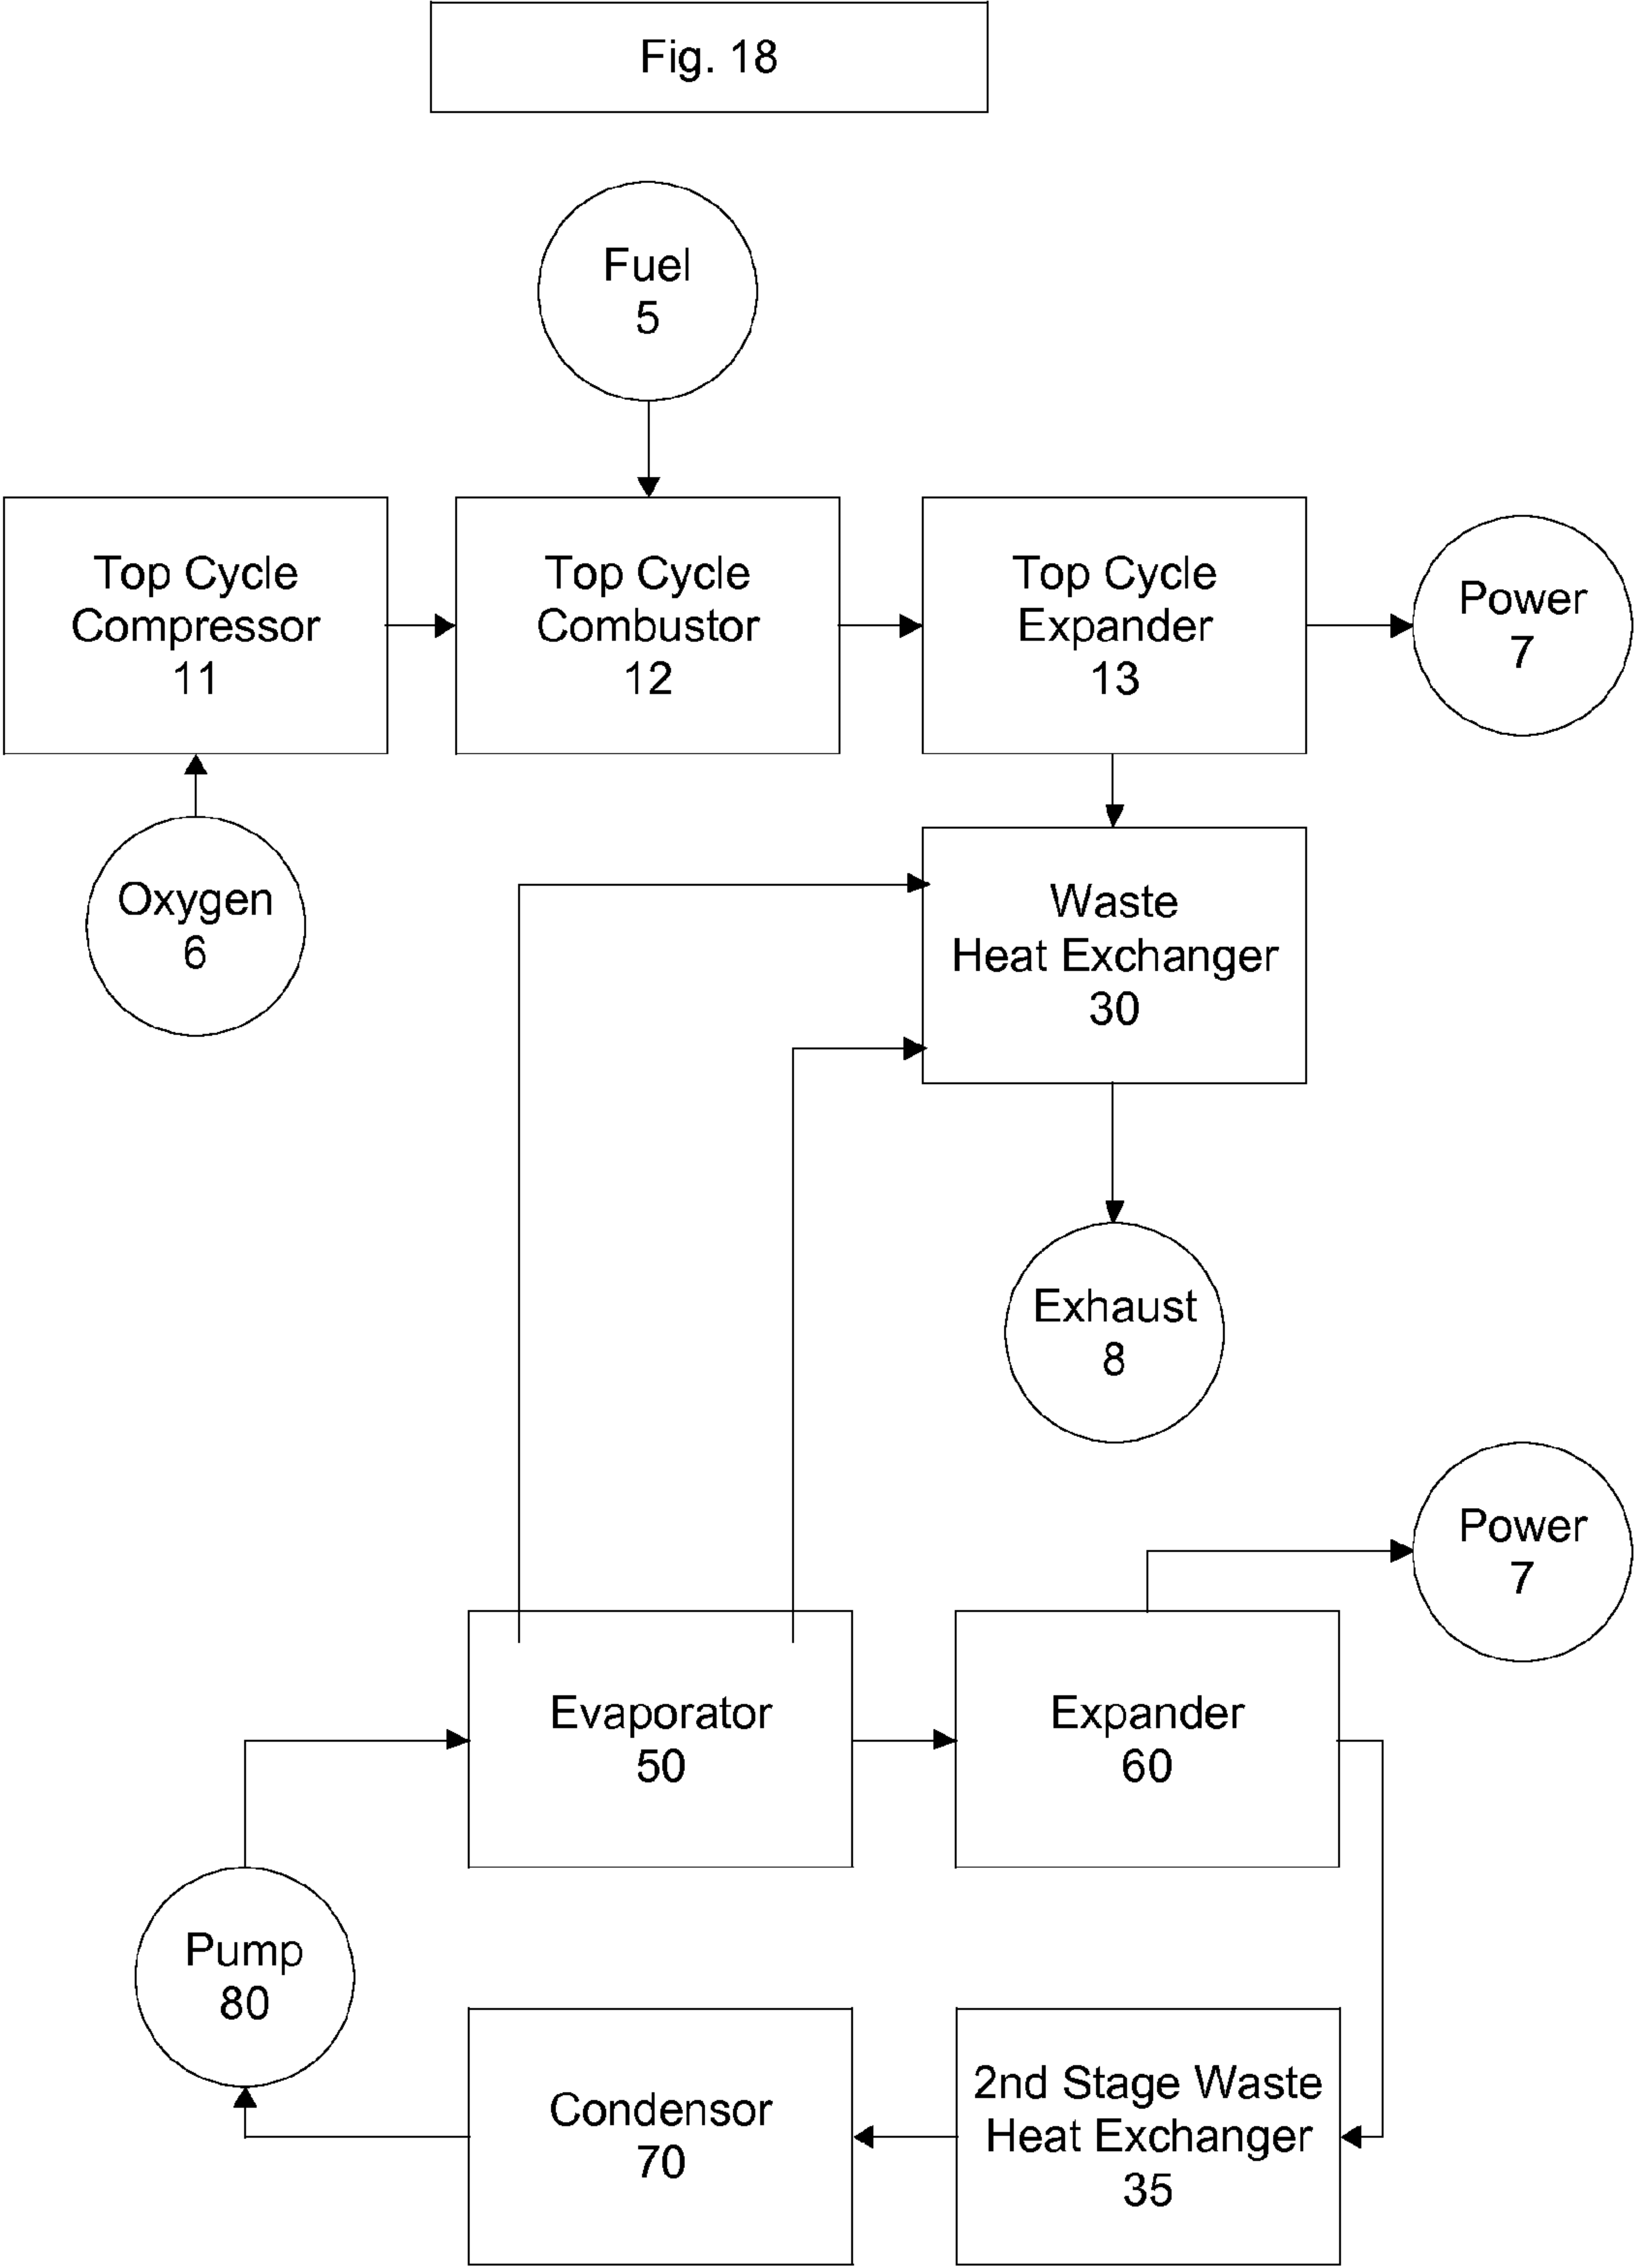 Fig. 18
Fuel
5
Top Cycle
Compressor
11
Top Cycle
Combustor
12
Top Cycle
Expander
13
Power
7
Oxygen
6
Waste
Heat Exchanger
30
Exhaust
8
Power
7
Evaporator
50
Expander
60
Pump
80
Condensor
70
2nd Stage Waste
Heat Exchanger
35